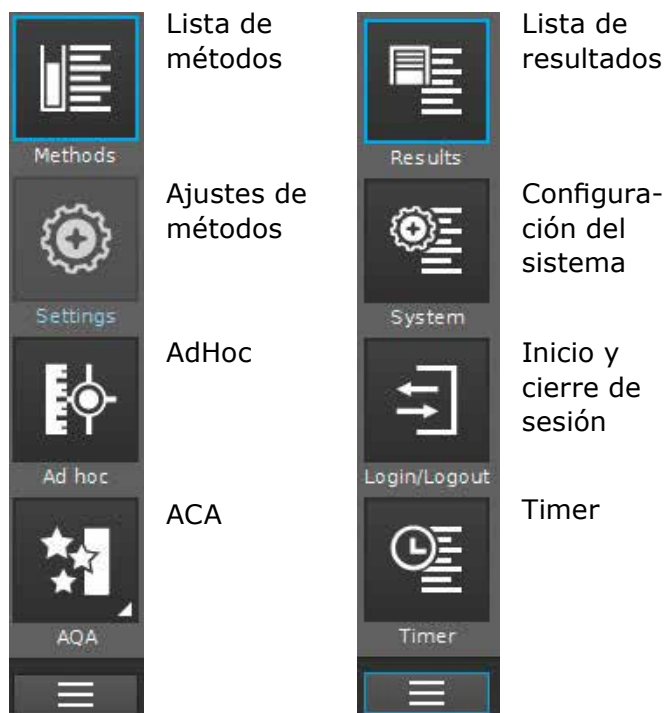 Lista de
métodos
Methods
Ajustes de
métodos
Settings
AdHoc
Ad hoc
ACA
AQA
Lista de
resultados
Results
Configura-
ción del
sistema
System
Inicio y
cierre de
sesión
Login/Logout
Timer
Timer